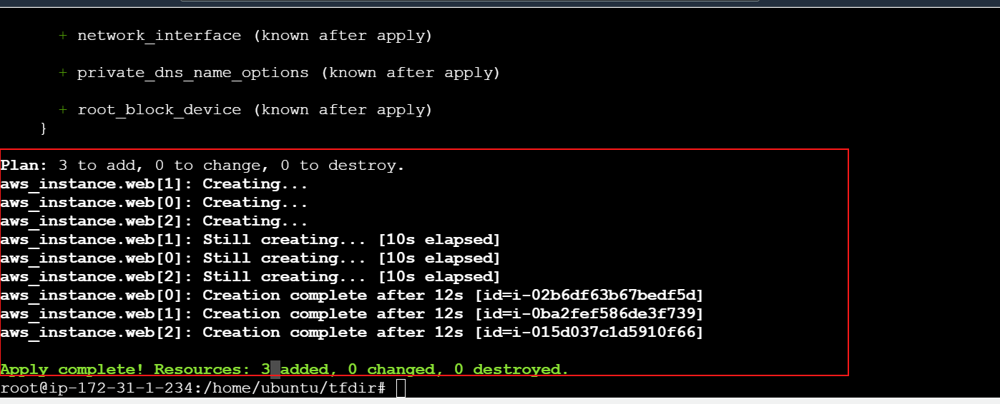 + network_interface (known after apply)
+ private_dns_name_options (known after apply)
+ root_block_device (known after apply)
}
Plan: 3 to add, 0 to change, 0 to destroy.
aws_instance.web[1]: Creating...
aws_instance.web[0]: Creating...
aws_instance.web[2]: Creating...
aws_instance.web[1]: Still creating... [10s elapsed]
aws_instance.web[0]: Still creating... [10s elapsed]
aws_instance.web[2]: Still creating... [10s elapsed]
aws_instance.web[0]: Creation complete after 12s [id=i-02b6df63b67bedf5d]
aws_instance.web[1]: Creation complete after 12s [id=i-0ba2fef586de3f739]
aws_instance.web[2]: Creation complete after 12s [id=i-015d037c1d5910f66]
Apply complete! Resources: 3 added, 0 changed, 0 destroyed.
root@ip-172-31-1-234:/home/ubuntu/tfdir#